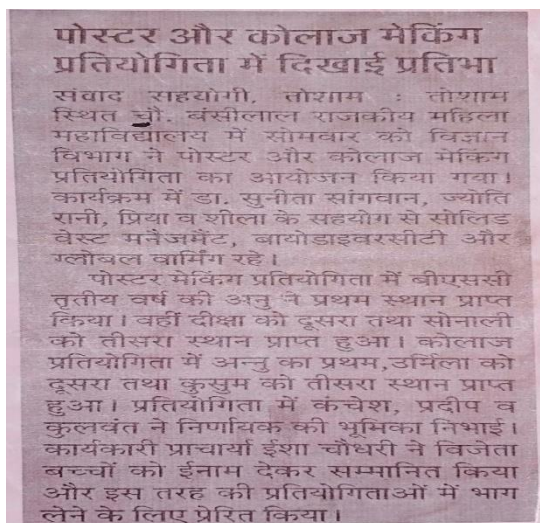 पोस्टर और कोलाज मेकिंग
प्रतियोगिता में दिखाई प्रतिभा
संवाद सहयोगी, तोशाम : तोशाम
स्थित चौ. बंसीलाल राजकीय महिला
महाविद्यालय में सोमवार को विज्ञान
विभाग ने पोस्टर और कोलाज मेकिंग
प्रतियोगिता का आयोजन किया गया।
कार्यक्रम में डा. सुनीता सांगवान, ज्योति
रानी, प्रिया व शीला के सहयोग से सोलिड
वेस्ट मनैजमैंट, बायोडाइवरसीटी और
ग्लोबल वार्मिंग रहे।
पोस्टर मेकिंग प्रतियोगिता में बीएससी
तृतीय वर्ष की अनु ने प्रथम स्थान प्राप्त
किया। वहीं दीक्षा को दूसरा तथा सोनाली
को तीसरा स्थान प्राप्त हुआ। कोलाज
प्रतियोगिता में अन्नु का प्रथम,उर्मिला को
दूसरा तथा कुसुम को तीसरा स्थान प्राप्त
हुआ। प्रतियोगिता में कंचेश, प्रदीप व
कुलवंत ने निर्णायक की भूमिका निभाई।
कार्यकारी प्राचार्या ईशा चौधरी ने विजेता
बच्चों को ईनाम देकर सम्मानित किया
और इस तरह की प्रतियोगिताओं में भाग
लेने के लिए प्रेरित किया।